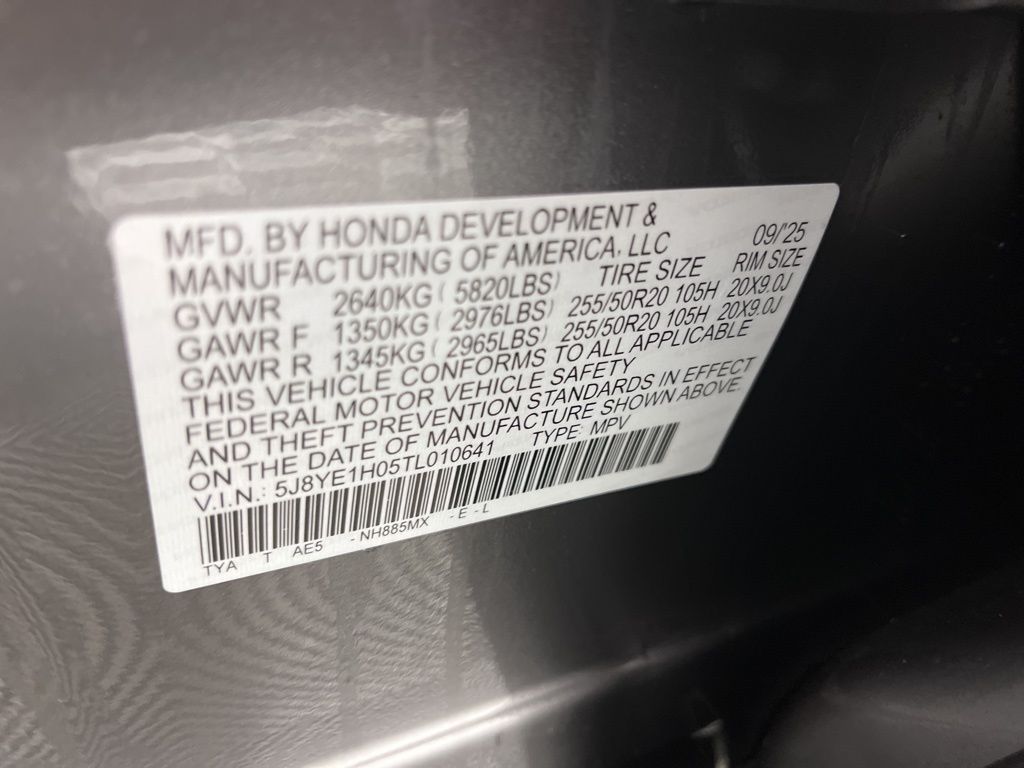 MFD. BY HONDA DEVELOPMENT &
MANUFACTURING OF AMERICA, LLC 09/'25
GVWR 2640KG ( 5820LBS) TIRE SIZE RIM SIZE
GAWR F 1350KG ( 2976LBS) 255/50R20 105H 20X9.0J
GAWR R 1345KG ( 2965LBS) 255/50R20 105H 20X9.0J
THIS VEHICLE CONFORMS TO ALL APPLICABLE
FEDERAL MOTOR VEHICLE SAFETY
AND THEFT PREVENTION STANDARDS IN EFFECT
ON THE DATE OF MANUFACTURE SHOWN ABOVE.
V.I.N.: 5J8YE1H05TL010641 TYPE: MPV
TYA T AE5 - NH885MX - E - L